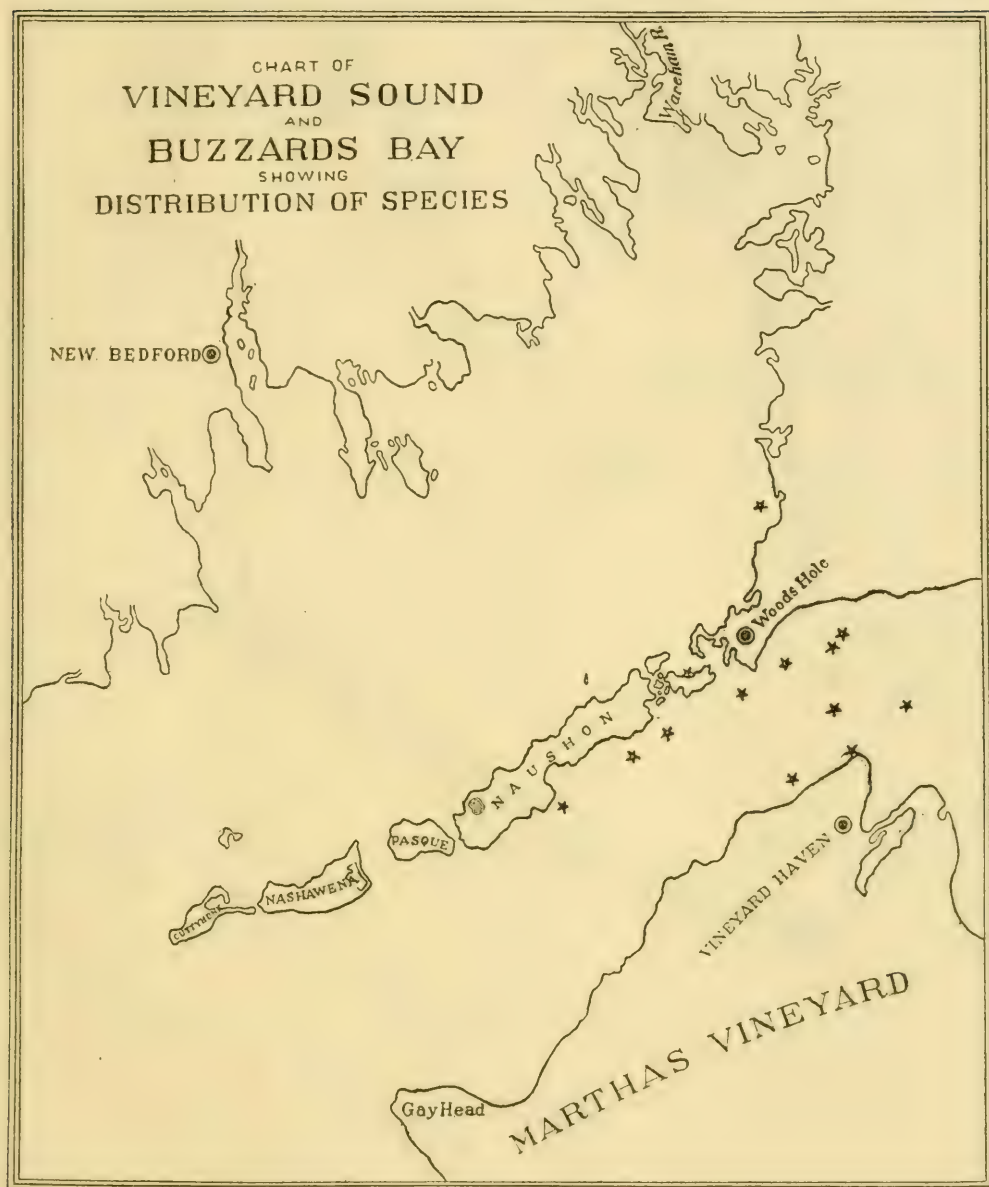 CHART OF
VINEYARD SOUND
AND
BUZZARDS BAY
SHOWING
DISTRIBUTION OF SPECIES
Wareham R.
NEW BEDFORD
Woods Hole
NAUSHON
PASQUE
NASHAWENA
CUTTYHUNK
VINEYARD HAVEN
MARTHAS VINEYARD
Gay Head